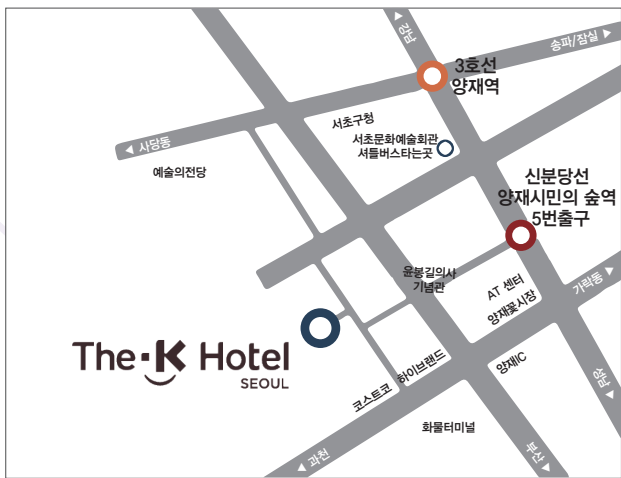 강남 ▶
송파/잠실 ▶
3호선
양재역
서초구청
◀ 사당동
서초문화예술회관
셔틀버스타는곳
예술의전당
신분당선
양재시민의 숲역
5번출구
윤봉길의사
기념관
AT 센터
양재꽃시장
가락동 ▶
The K Hotel
SEOUL
코스트코
하이브랜드
양재IC
성남 ▶
화물터미널
◀ 과천
부산 ▶